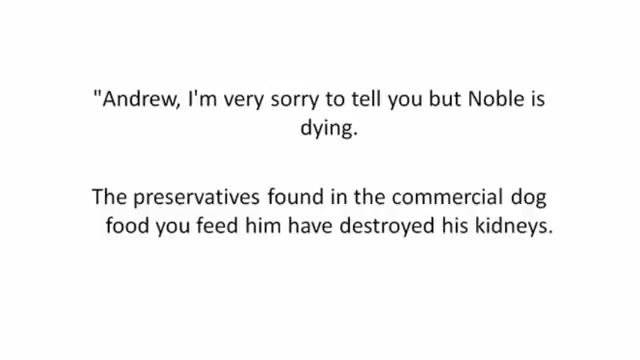 "Andrew, I'm very sorry to tell you but Noble is
dying.
The preservatives found in the commercial dog
food you feed him have destroyed his kidneys.